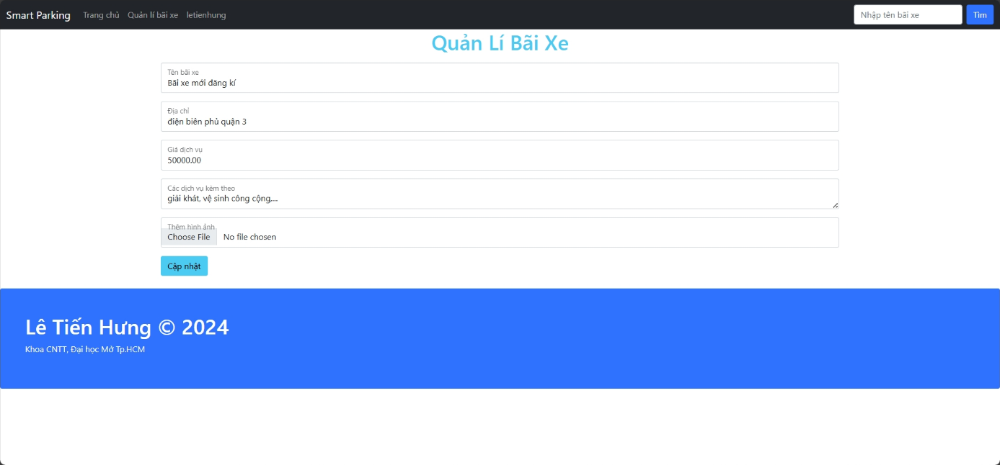 Smart Parking Trang chủ Quản lí bãi xe letienhung Nhập tên bãi xe Tìm
Quản Lí Bãi Xe
Tên bãi xe
Bãi xe mới đăng kí
Địa chỉ
điện biên phủ quận 3
Giá dịch vụ
50000.00
Các dịch vụ kèm theo
giải khát, vệ sinh công cộng,...
Thêm hình ảnh
Choose File No file chosen
Cập nhật
Lê Tiến Hưng © 2024
Khoa CNTT, Đại học Mở Tp.HCM